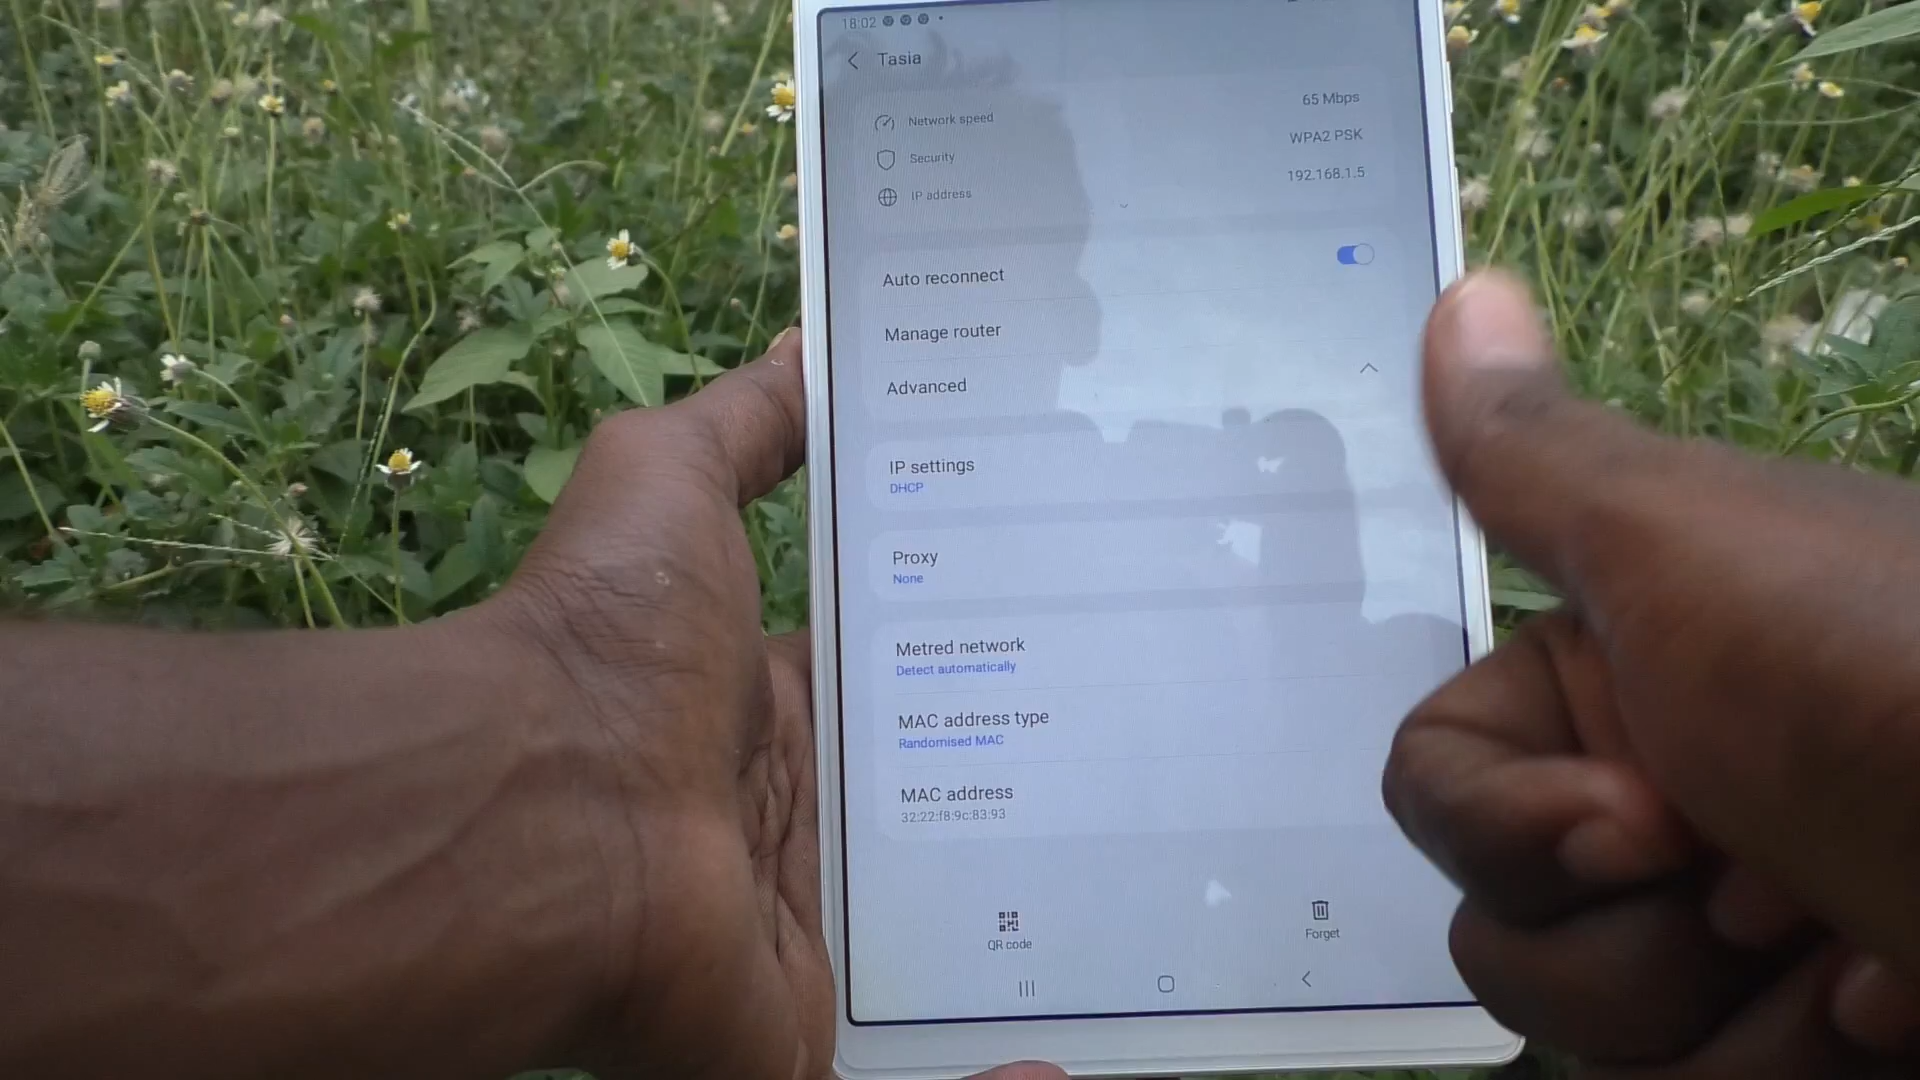 18:02
Tasia
Network speed 65 Mbps
Security WPA2 PSK
IP address 192.168.1.5
Auto reconnect
Manage router
Advanced
IP settings
DHCP
Proxy
None
Metred network
Detect automatically
MAC address type
Randomised MAC
MAC address
32:22:f8:9c:83:93
QR code Forget